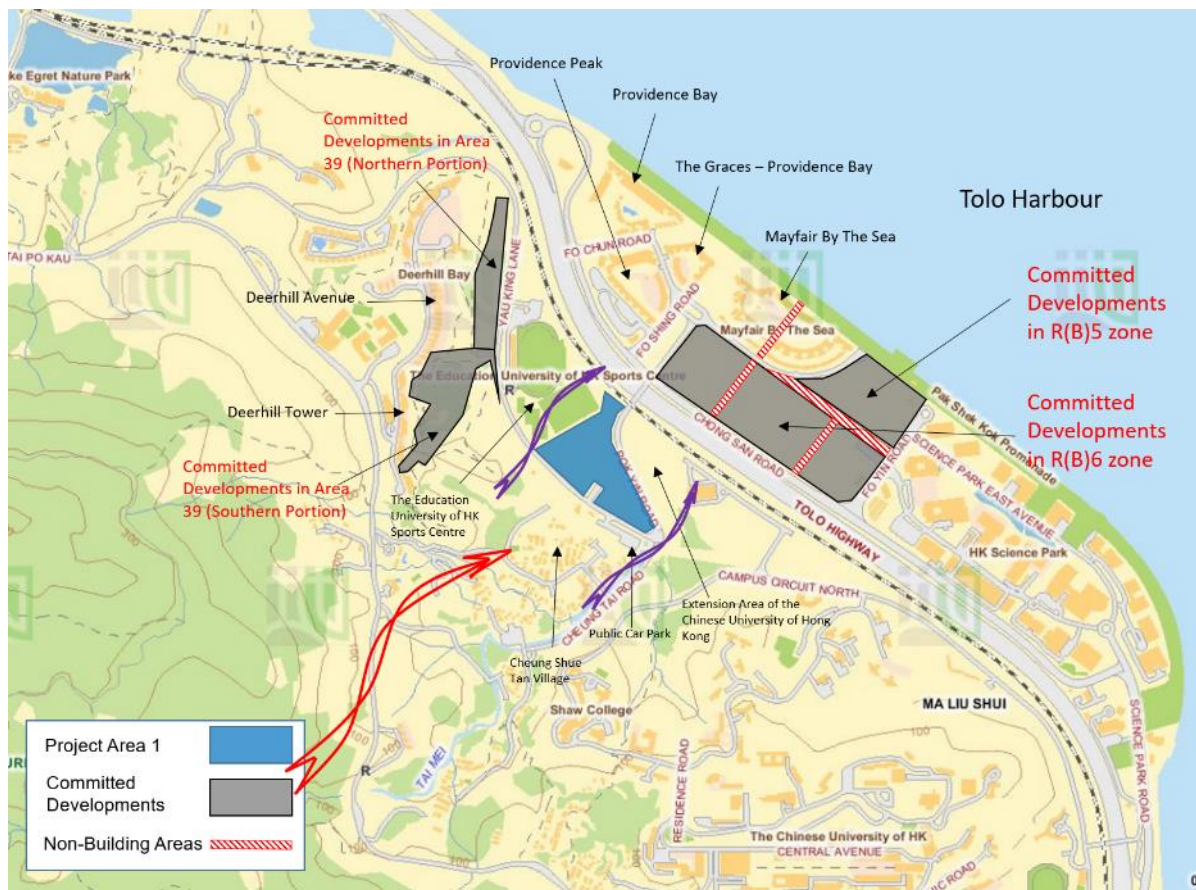 ke Egret Nature Park
Providence Peak
Providence Bay
Committed
Developments in Area
39 (Northern Portion)
The Graces – Providence Bay
Tolo Harbour
FO CHUN ROAD
Mayfair By The Sea
TAI PO KAU
Deerhill Bay
YAU KING LANE
FO SHING ROAD
Committed
Developments
in R(B)5 zone
Deerhill Avenue
Mayfair By The Sea
The Education University of HK Sports Centre
R
Pak Shek Kok Promenade
Deerhill Tower
CHONG SAN ROAD
Committed
Developments
in R(B)6 zone
SCIENCE PARK EAST AVENUE
FO YIN ROAD
POK YAI ROAD
Committed
Developments in Area
39 (Southern Portion)
The Education
University of HK
Sports Centre
TOLO HIGHWAY
HK Science Park
CAMPUS CIRCUIT NORTH
CHEUNG TAI ROAD
Public Car Park
Extension Area of the
Chinese University of Hong
Kong
100
100
Cheung Shue
Tan Village
Shaw College
MA LIU SHUI
100
SCIENCE PARK ROAD
Project Area 1
Committed
Developments
Non-Building Areas
R
TAI MEI
RESIDENCE ROAD
The Chinese University of HK
CENTRAL AVENUE